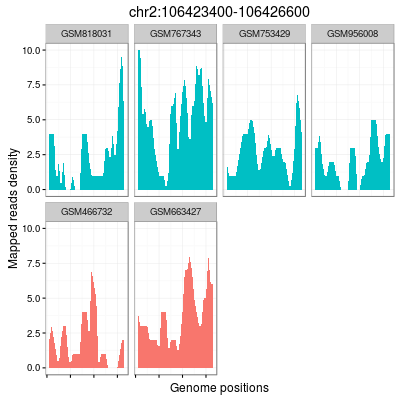 chr2:106423400-106426600
GSM818031 GSM767343 GSM753429 GSM956008
10.0
7.5
5.0
2.5
0.0
GSM466732 GSM663427
10.0
7.5
5.0
2.5
0.0
Mapped reads density
Genome positions